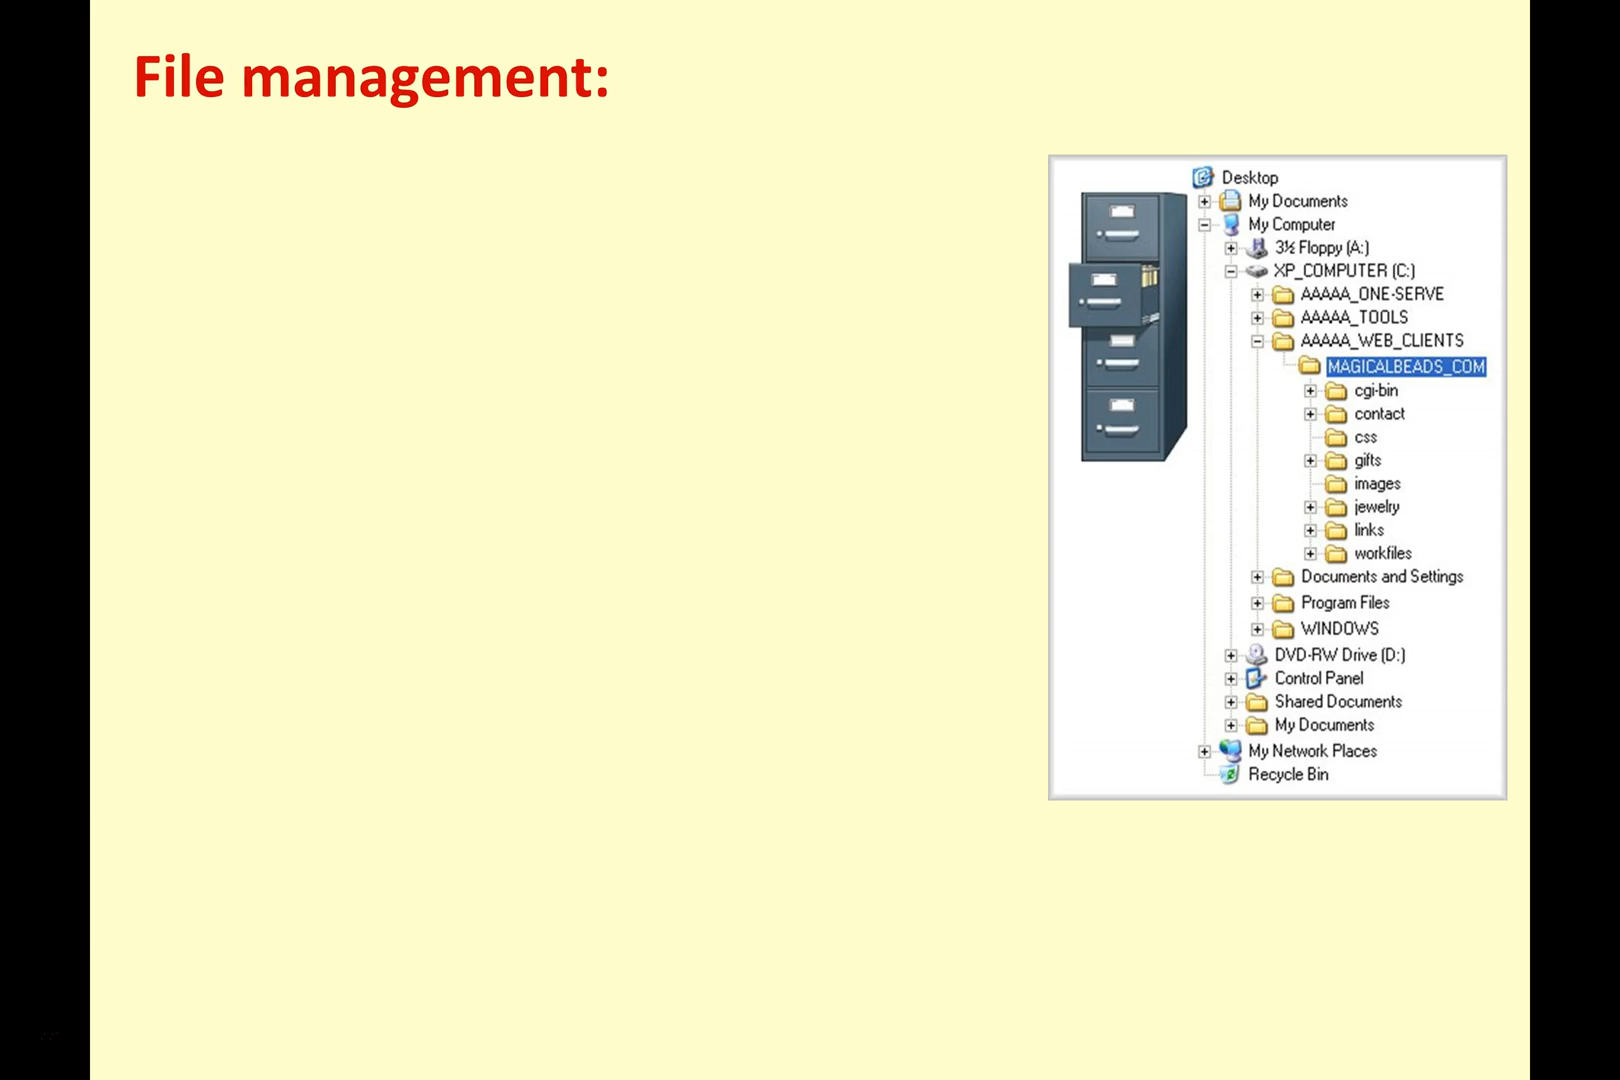 File management:
Desktop
My Documents
My Computer
3½ Floppy (A:)
XP_COMPUTER (C:)
AAAAA_ONE-SERVE
AAAAA_TOOLS
AAAAA_WEB_CLIENTS
MAGICALBEADS_COM
cgi-bin
contact
css
gifts
images
jewelry
links
workfiles
Documents and Settings
Program Files
WINDOWS
DVD-RW Drive (D:)
Control Panel
Shared Documents
My Documents
My Network Places
Recycle Bin